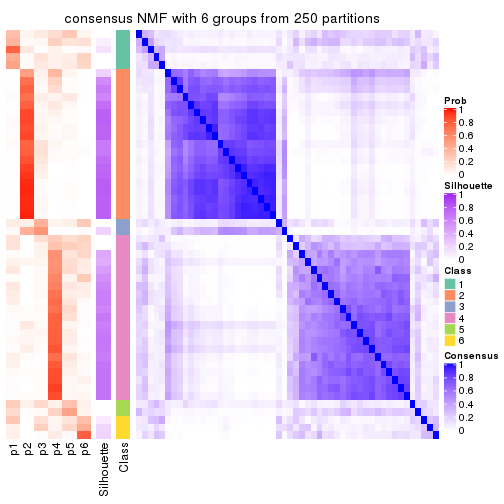 consensus NMF with 6 groups from 250 partitions
Prob
1
0.8
0.6
0.4
0.2
0
Silhouette
1
0.8
0.6
0.4
0.2
0
Class
1
2
3
4
5
6
Consensus
1
0.8
0.6
0.4
0.2
0
p1
p2
p3
p4
p5
p6
Silhouette
Class